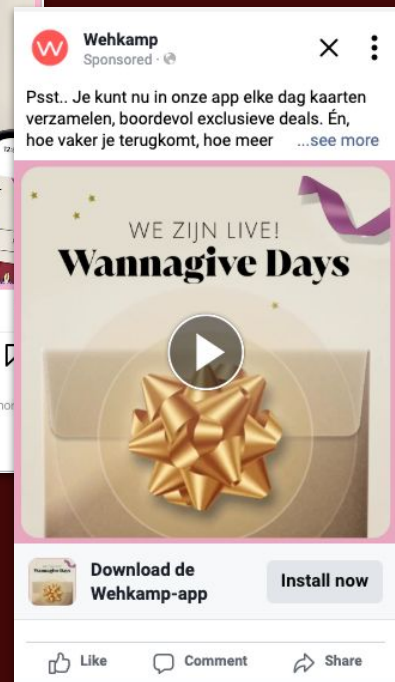 Wehkamp
Sponsored ·
Psst.. Je kunt nu in onze app elke dag kaarten
verzamelen, boordevol exclusieve deals. Én,
hoe vaker je terugkomt, hoe meer ...see more
WE ZIJN LIVE!
Wannagive Days
Wannagive Days
Download de
Wehkamp-app
Install now
Like
Comment
Share